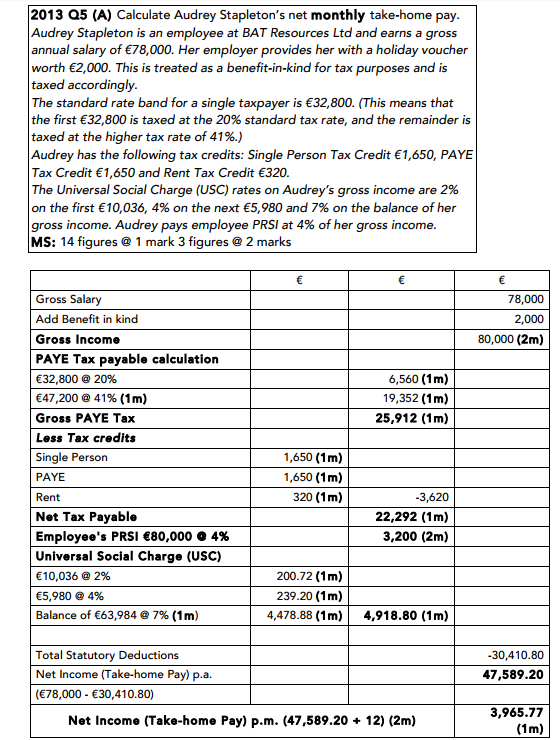 2013 Q5 (A) Calculate Audrey Stapleton's net monthly take-home pay.
Audrey Stapleton is an employee at BAT Resources Ltd and earns a gross
annual salary of €78,000. Her employer provides her with a holiday voucher
worth €2,000. This is treated as a benefit-in-kind for tax purposes and is
taxed accordingly.
The standard rate band for a single taxpayer is €32,800. (This means that
the first €32,800 is taxed at the 20% standard tax rate, and the remainder is
taxed at the higher tax rate of 41%.)
Audrey has the following tax credits: Single Person Tax Credit €1,650, PAYE
Tax Credit €1,650 and Rent Tax Credit €320.
The Universal Social Charge (USC) rates on Audrey's gross income are 2%
on the first €10,036, 4% on the next €5,980 and 7% on the balance of her
gross income. Audrey pays employee PRSI at 4% of her gross income.
MS: 14 figures @ 1 mark 3 figures @ 2 marks
€ € €
Gross Salary 78,000
Add Benefit in kind 2,000
Gross Income 80,000 (2m)
PAYE Tax payable calculation
€32,800 @ 20% 6,560 (1m)
€47,200 @ 41% (1m) 19,352 (1m)
Gross PAYE Tax 25,912 (1m)
Less Tax credits
Single Person 1,650 (1m)
PAYE 1,650 (1m)
Rent 320 (1m) -3,620
Net Tax Payable 22,292 (1m)
Employee's PRSI €80,000 @ 4% 3,200 (2m)
Universal Social Charge (USC)
€10,036 @ 2% 200.72 (1m)
€5,980 @ 4% 239.20 (1m)
Balance of €63,984 @ 7% (1m) 4,478.88 (1m) 4,918.80 (1m)
Total Statutory Deductions -30,410.80
Net Income (Take-home Pay) p.a. 47,589.20
(€78,000 - €30,410.80)
Net Income (Take-home Pay) p.m. (47,589.20 + 12) (2m) 3,965.77
(1m)